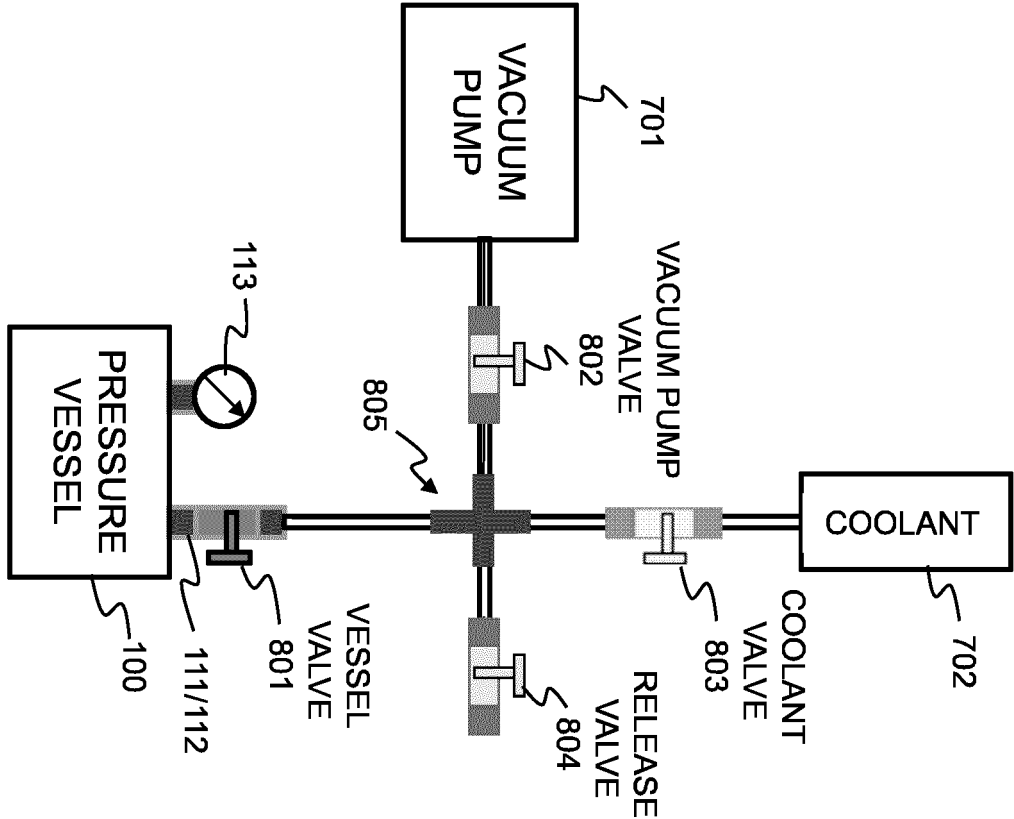 VACUUM
PUMP
701
113
PRESSURE
VESSEL
100
111/112
801
VESSEL
VALVE
805
802
VACUUM PUMP
VALVE
COOLANT
702
803
COOLANT
VALVE
804
RELEASE
VALVE